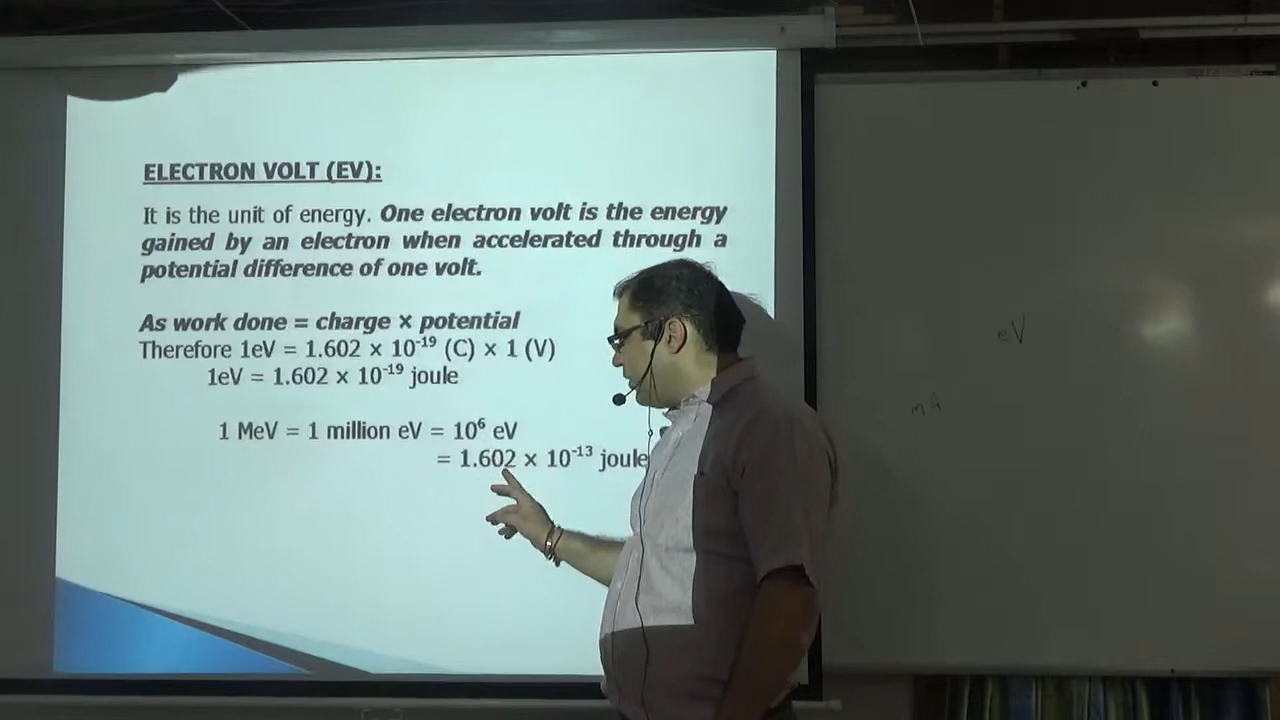 ELECTRON VOLT (EV):
It is the unit of energy. One electron volt is the energy
gained by an electron when accelerated through a
potential difference of one volt.
As work done = charge × potential
Therefore 1eV = 1.602 × 10⁻¹⁹ (C) × 1 (V)
1eV = 1.602 × 10⁻¹⁹ joule
1 MeV = 1 million eV = 10⁶ eV
= 1.602 × 10⁻¹³ joule
eV
mA